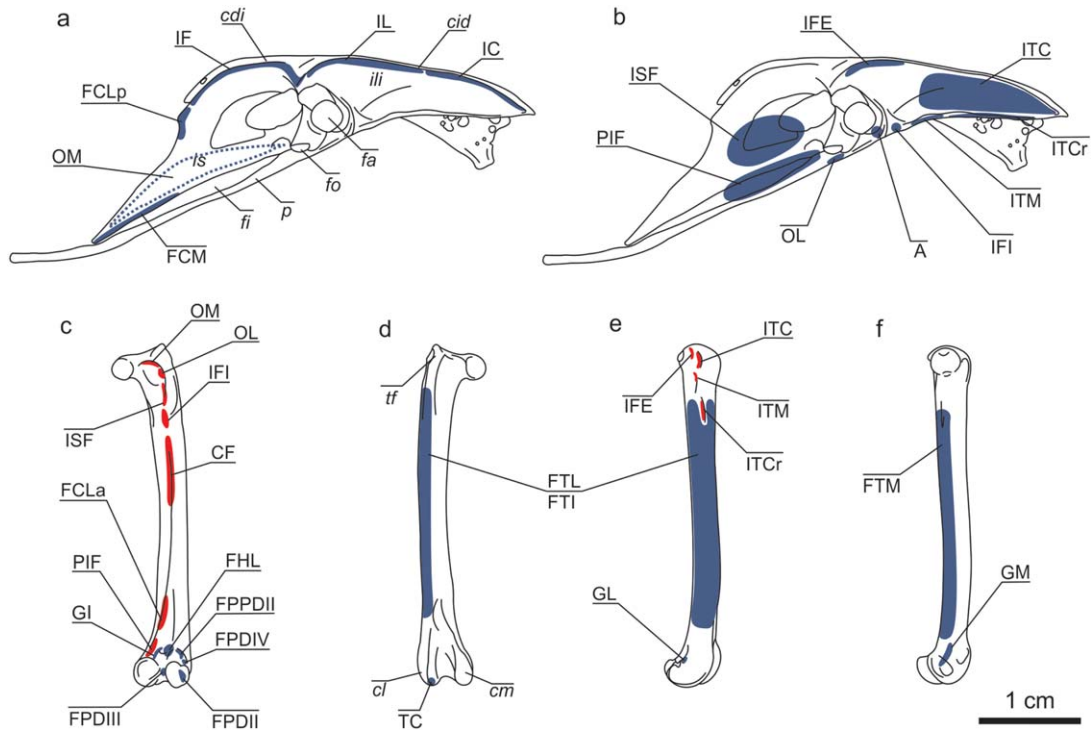 a
cdi
IL
cid
IF
IC
ili
FCLp
OM
is
fa
fo
p
fi
FCM
b
IFE
ITC
ISF
PIF
ITCr
ITM
OL
A
IFI
c
OM
OL
IFI
ISF
CF
FCLa
PIF
FHL
GI
FPPDII
FPDIV
FPDIII
FPDII
d
tf
FTL
FTI
cl
cm
TC
e
ITC
IFE
ITM
ITCr
GL
f
FTM
GM
1 cm